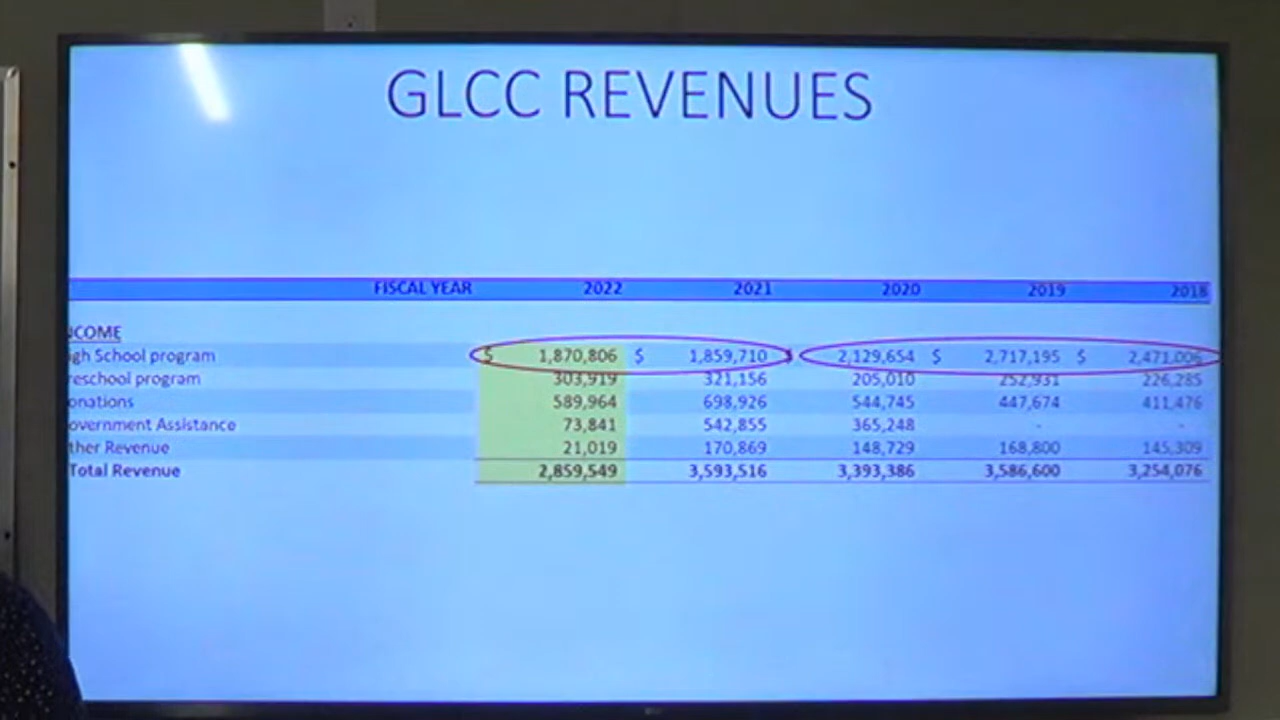 GLCC REVENUES
FISCAL YEAR 2022 2021 2020 2019 2018
COME
gh School program $ 1,870,806 $ 1,859,710 $ 2,129,654 $ 2,717,195 $ 2,471,006
reschool program 303,919 321,156 205,010 252,931 226,285
onations 589,964 698,926 544,745 447,674 411,476
overnment Assistance 73,841 542,855 365,248 - -
ther Revenue 21,019 170,869 148,729 168,800 145,309
Total Revenue 2,859,549 3,593,516 3,393,386 3,586,600 3,254,076